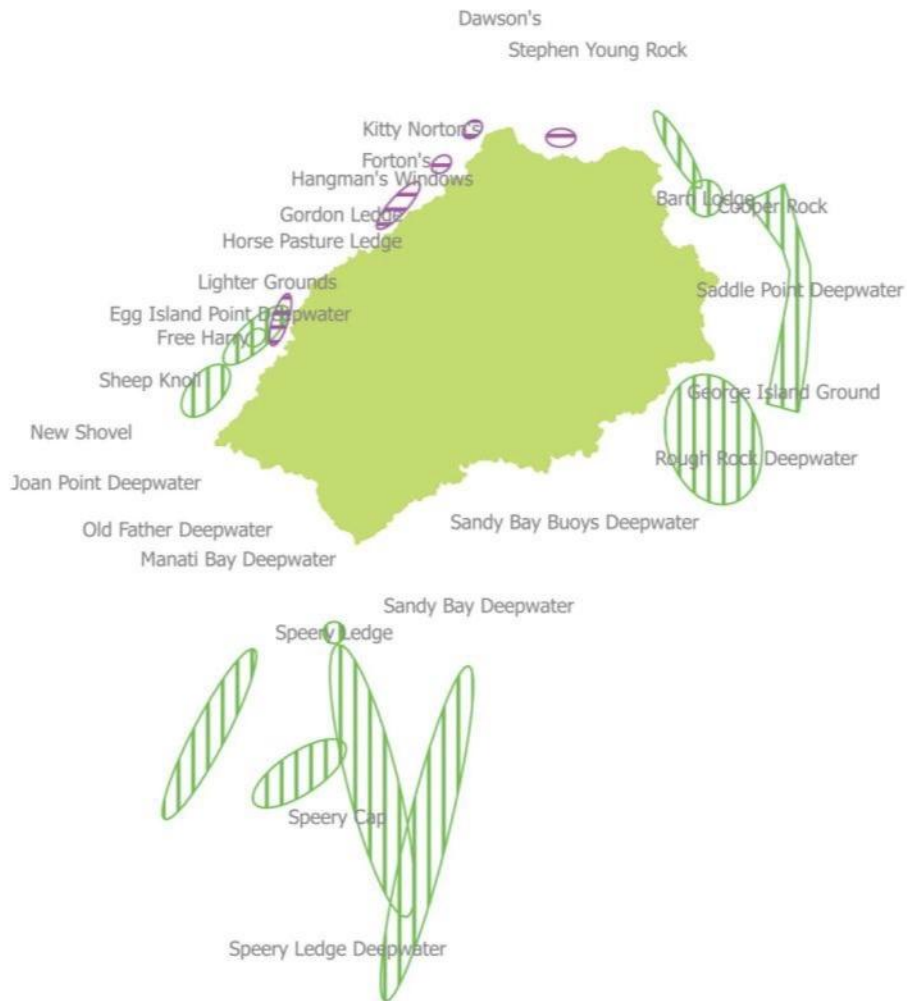 Dawson's
Stephen Young Rock
Kitty Norton's
Forton's
Hangman's Windows
Barn Lodge
Cooper Rock
Gordon Ledge
Horse Pasture Ledge
Lighter Grounds
Saddle Point Deepwater
Egg Island Point Deepwater
Free Harry
Sheep Knoll
George Island Ground
New Shovel
Rough Rock Deepwater
Joan Point Deepwater
Sandy Bay Buoys Deepwater
Old Father Deepwater
Manati Bay Deepwater
Sandy Bay Deepwater
Speery Ledge
Speery Cap
Speery Ledge Deepwater